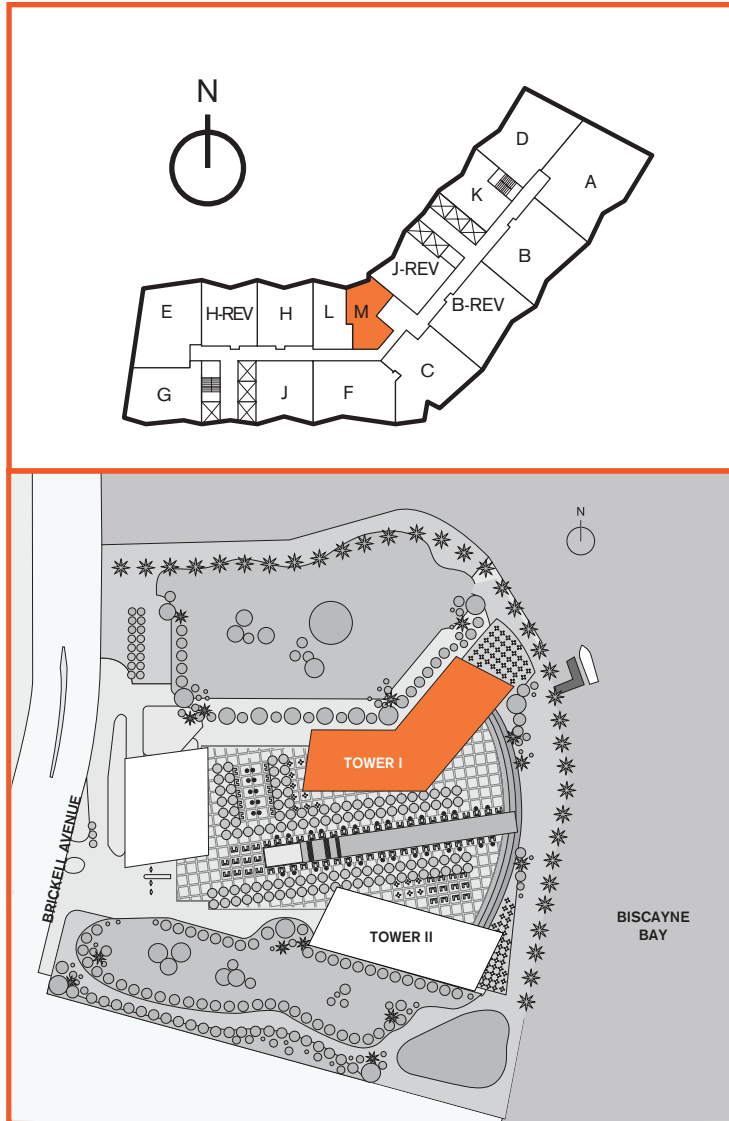 N
D
A
K
B
J-REV
B-REV
E
H-REV
H
L
M
C
G
J
F
N
TOWER I
BRICKELL AVENUE
TOWER II
BISCAYNE
BAY